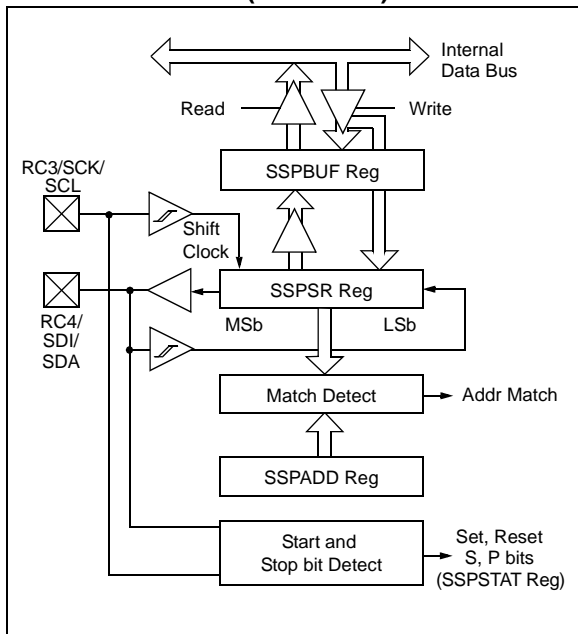 Internal
Data Bus
Read
Write
SSPBUF Reg
RC3/SCK/
SCL
Shift
Clock
SSPSR Reg
MSb
LSb
RC4/
SDI/
SDA
Match Detect
Addr Match
SSPADD Reg
Start and
Stop bit Detect
Set, Reset
S, P bits
(SSPSTAT Reg)